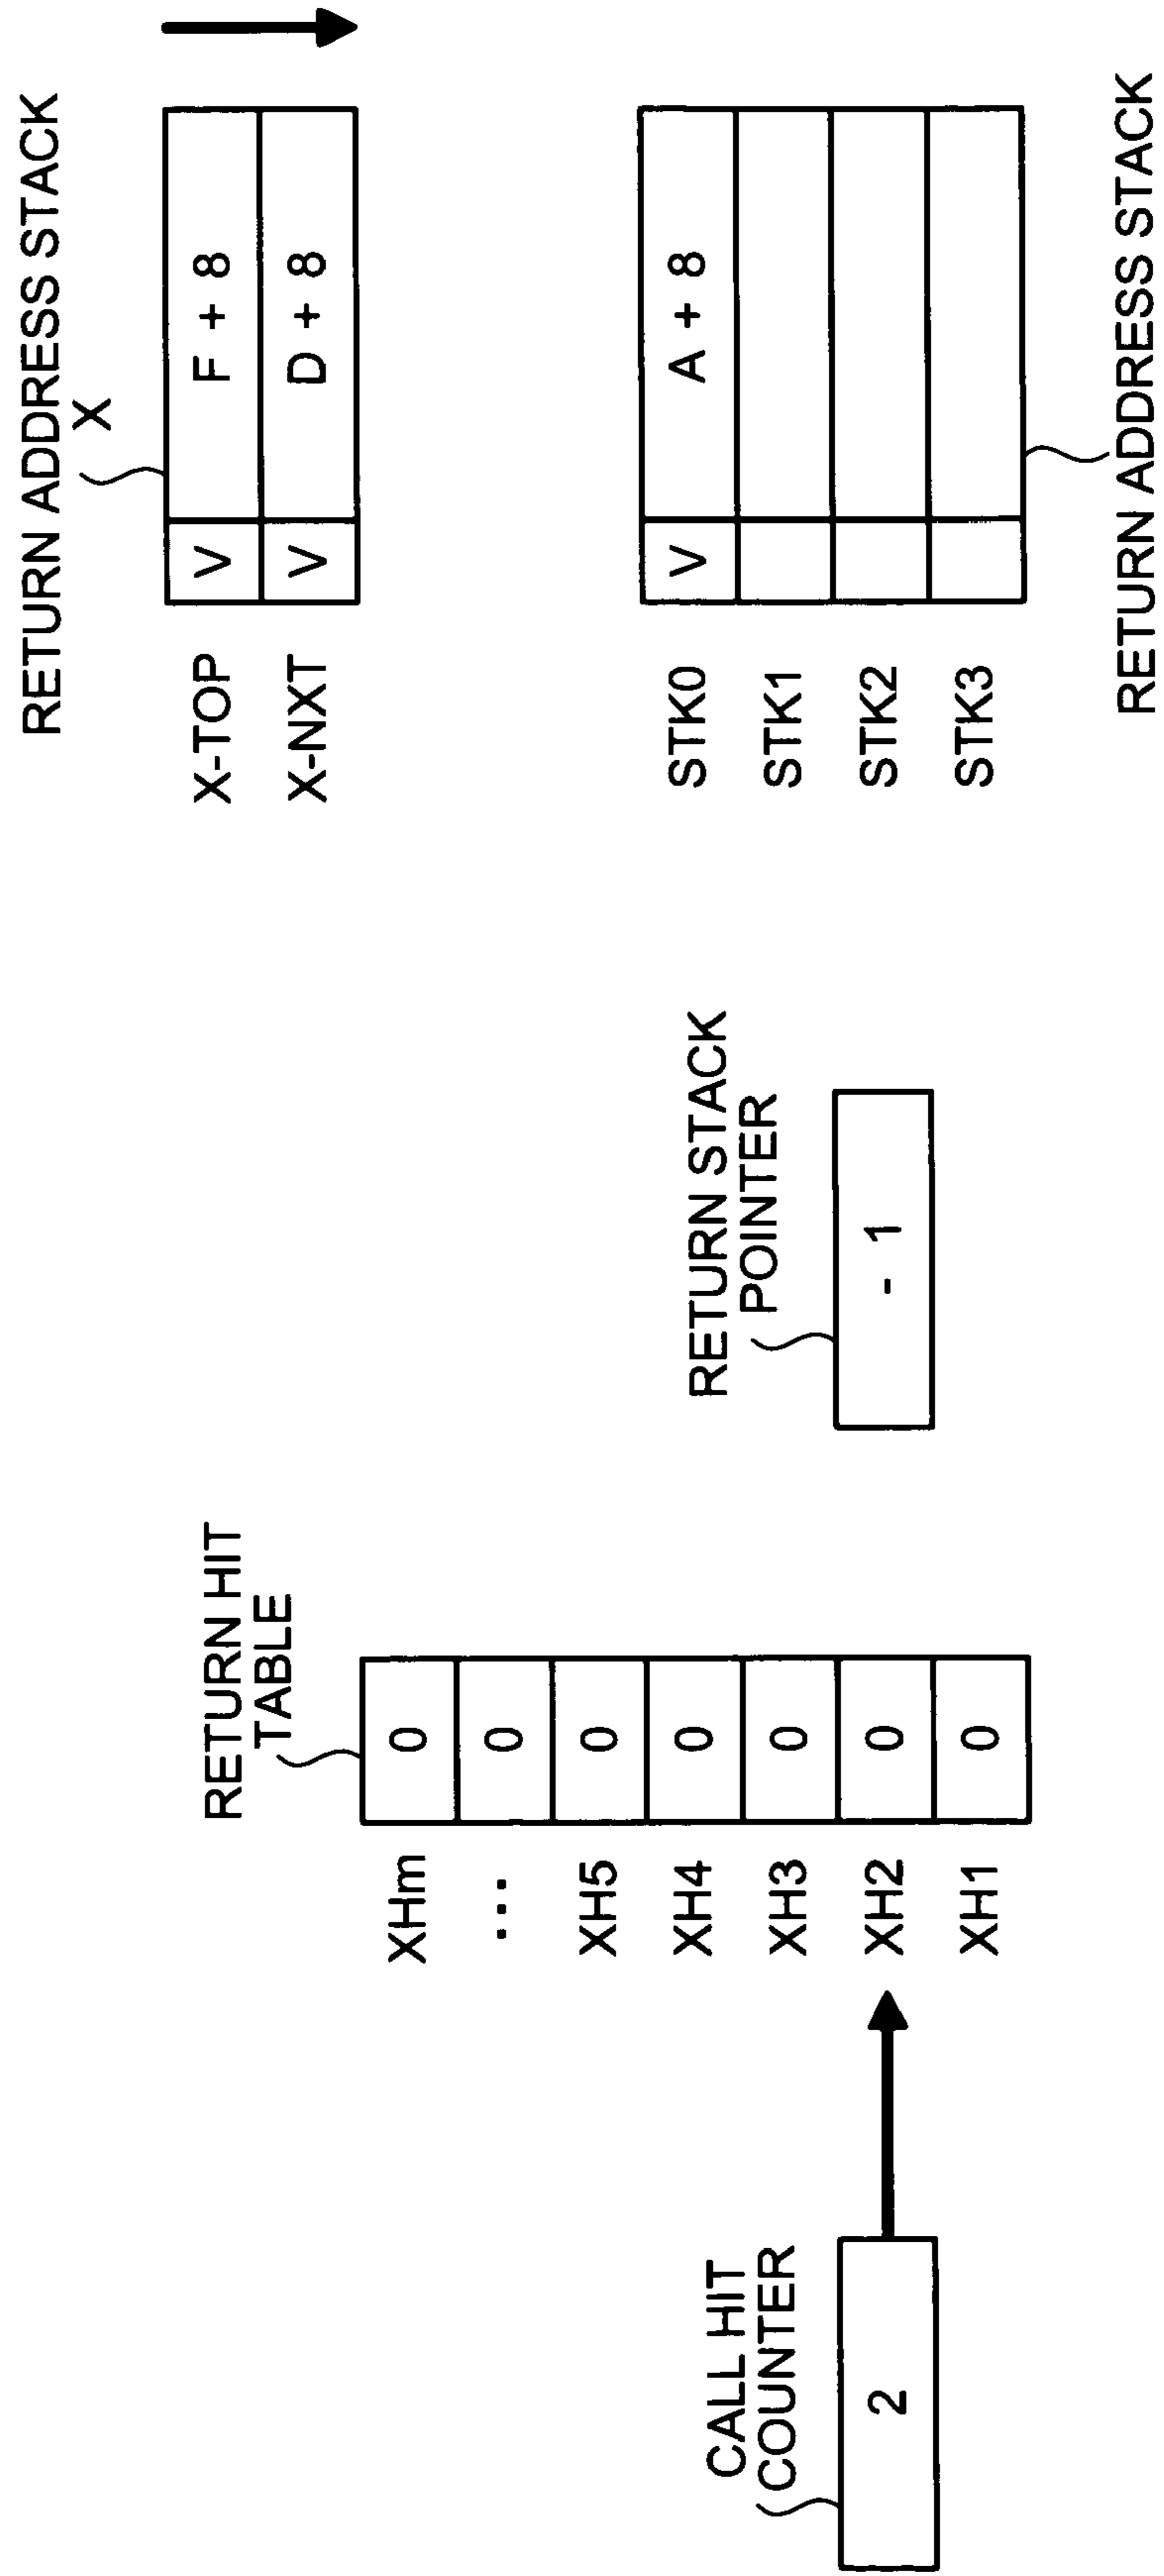 RETURN ADDRESS STACK
X
X-TOP V F + 8
X-NXT V D + 8
RETURN HIT
TABLE
XHm 0
... 0
XH5 0
XH4 0
XH3 0
XH2 0
XH1 0
CALL HIT
COUNTER
2
RETURN STACK
POINTER
- 1
STK0 V A + 8
STK1
STK2
STK3
RETURN ADDRESS STACK